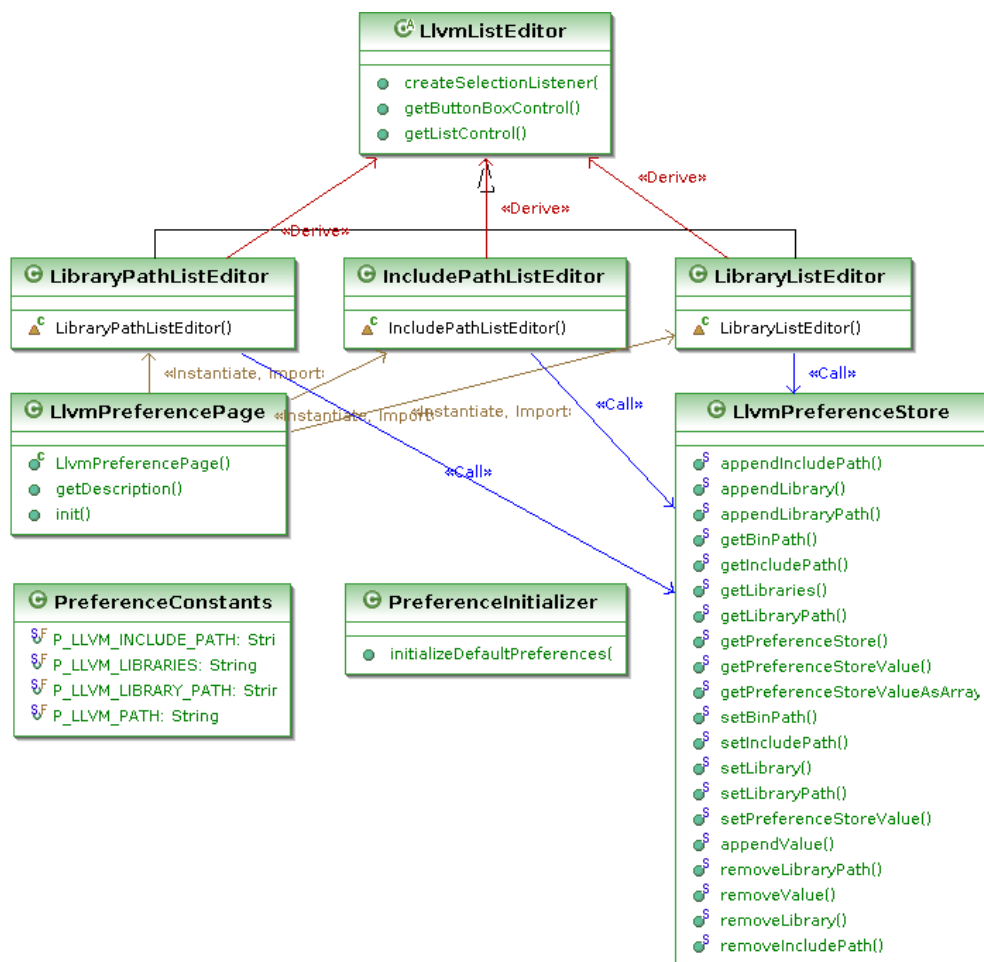 LlvmListEditor
createSelectionListener(
getButtonBoxControl()
getListControl()
«Derive»
«Derive»
«Derive»
LibraryPathListEditor
LibraryPathListEditor()
IncludePathListEditor
IncludePathListEditor()
LibraryListEditor
LibraryListEditor()
«Instantiate, Import:
«Instantiate, Import:
«Instantiate, Import:
«Call»
«Call»
«Call»
LlvmPreferencePage
LlvmPreferencePage()
getDescription()
init()
LlvmPreferenceStore
appendIncludePath()
appendLibrary()
appendLibraryPath()
getBinPath()
getIncludePath()
getLibraries()
getLibraryPath()
getPreferenceStore()
getPreferenceStoreValue()
getPreferenceStoreValueAsArray
setBinPath()
setIncludePath()
setLibrary()
setLibraryPath()
setPreferenceStoreValue()
appendValue()
removeLibraryPath()
removeValue()
removeLibrary()
removeIncludePath()
PreferenceConstants
P_LLVM_INCLUDE_PATH: Stri
P_LLVM_LIBRARIES: String
P_LLVM_LIBRARY_PATH: Strir
P_LLVM_PATH: String
PreferenceInitializer
initializeDefaultPreferences(